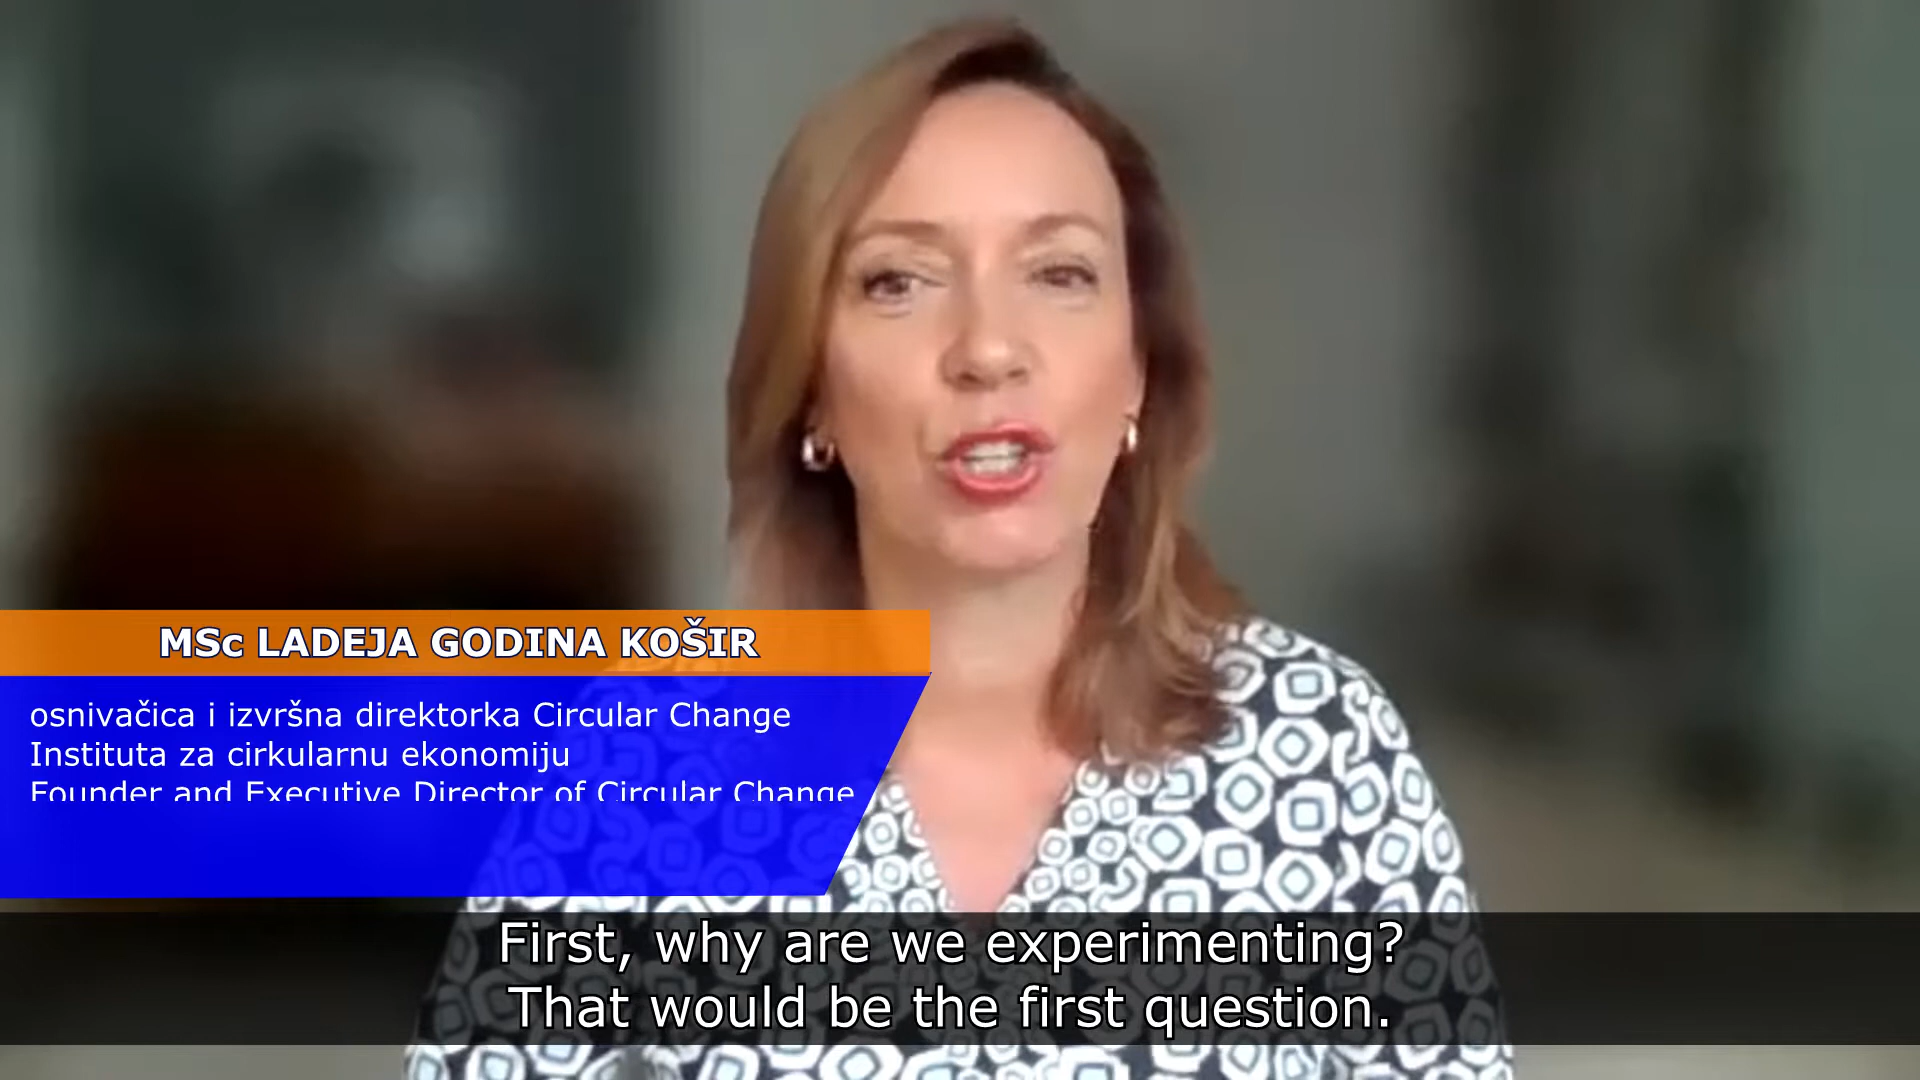 MSc LADEJA GODINA KOŠIR
osnivačica i izvršna direktorka Circular Change
Instituta za cirkularnu ekonomiju
Founder and Executive Director of Circular Change
First, why are we experimenting?
That would be the first question.